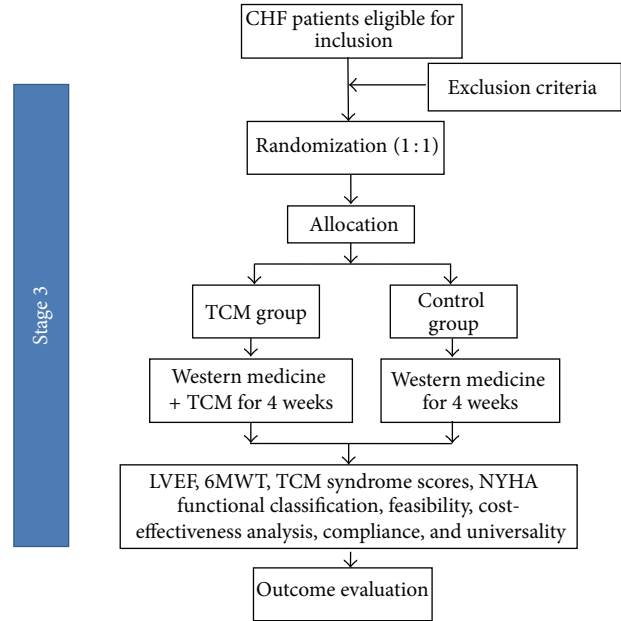 CHF patients eligible for
inclusion
Exclusion criteria
Randomization (1 : 1)
Allocation
TCM group
Control
group
Western medicine
+ TCM for 4 weeks
Western medicine
for 4 weeks
LVEF, 6MWT, TCM syndrome scores, NYHA
functional classification, feasibility, cost-
effectiveness analysis, compliance, and universality
Outcome evaluation
Stage 3